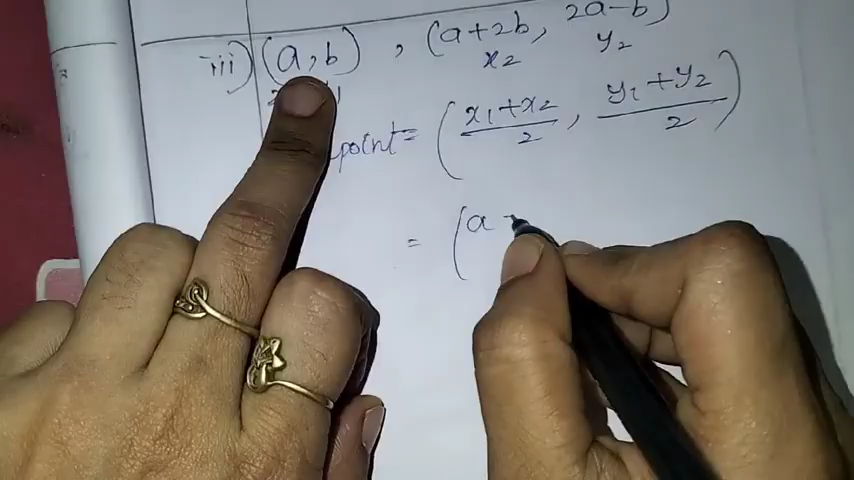 iii) (a, b), (a+2b, 2a-b)
x₂ y₂
point = (x₁+x₂/2, y₁+y₂/2)
= (a +